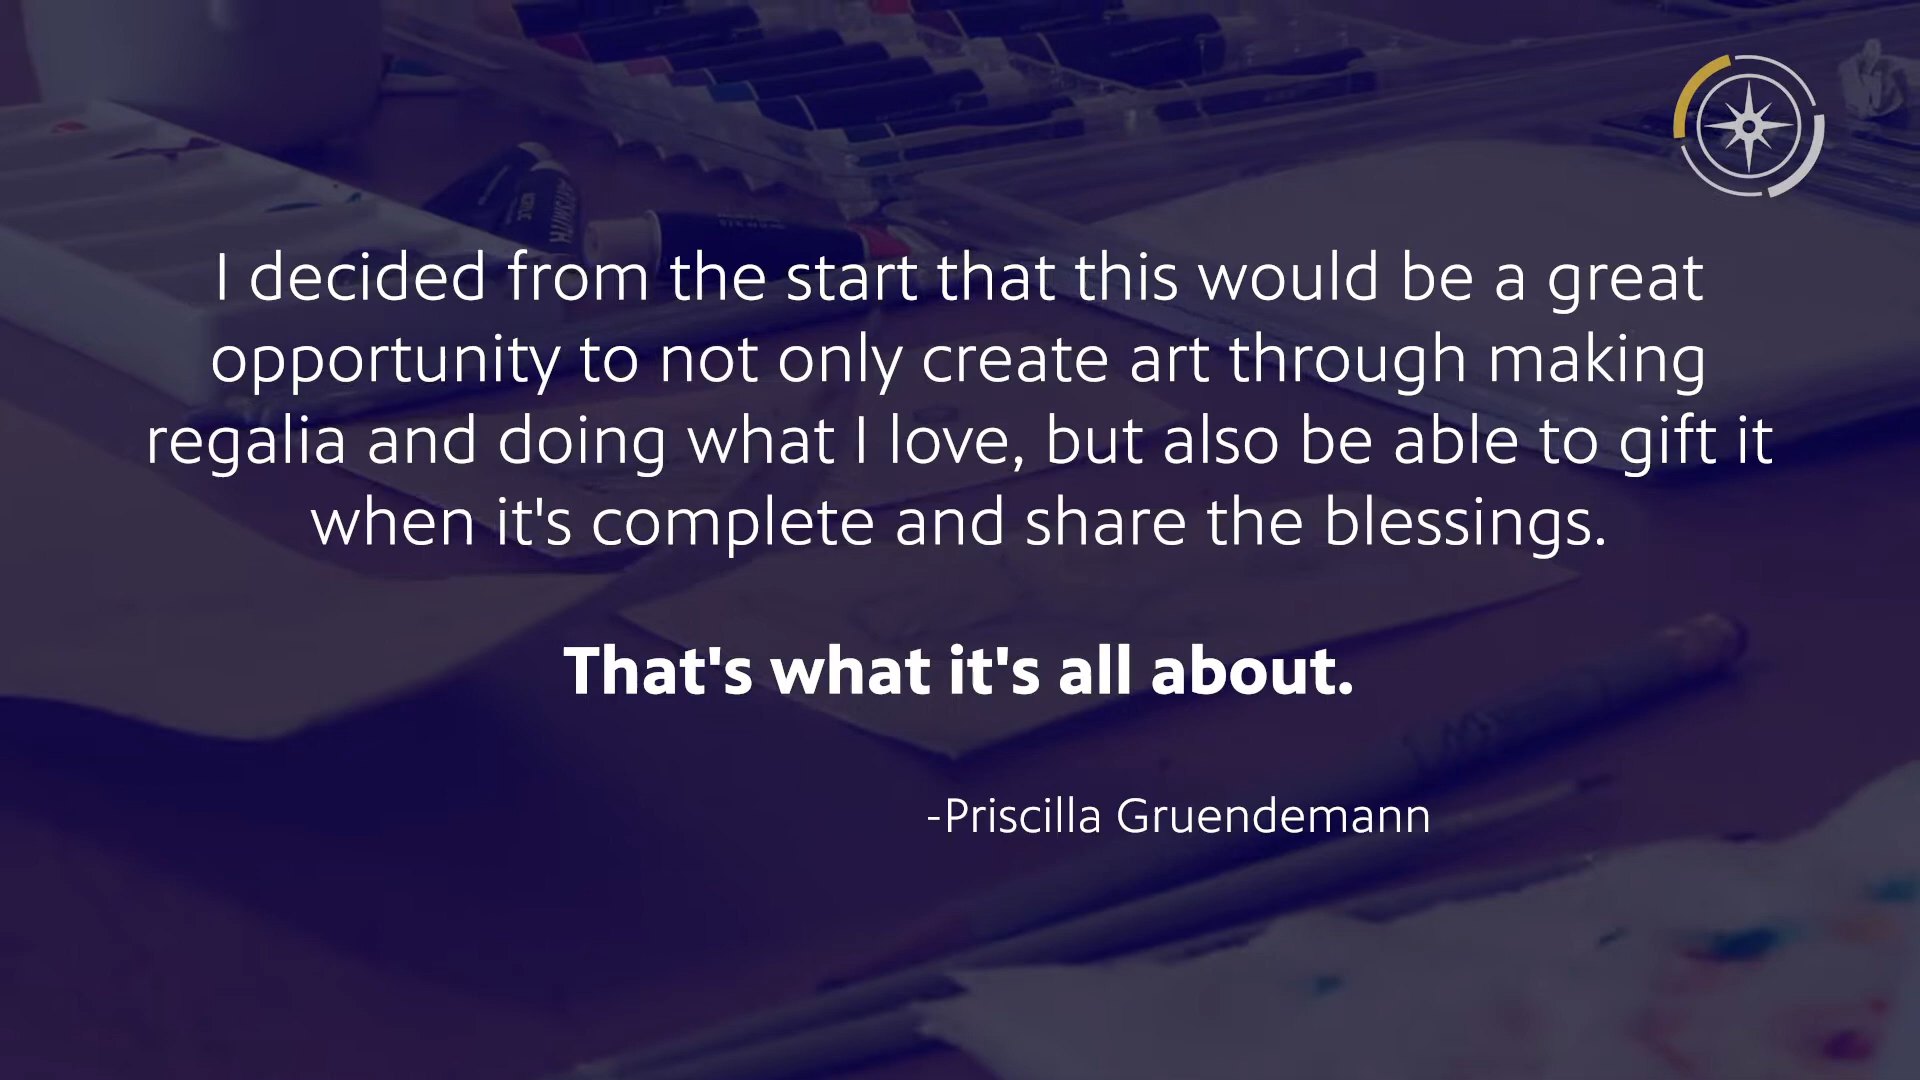 I decided from the start that this would be a great
opportunity to not only create art through making
regalia and doing what I love, but also be able to gift it
when it's complete and share the blessings.
That's what it's all about.
-Priscilla Gruendemann